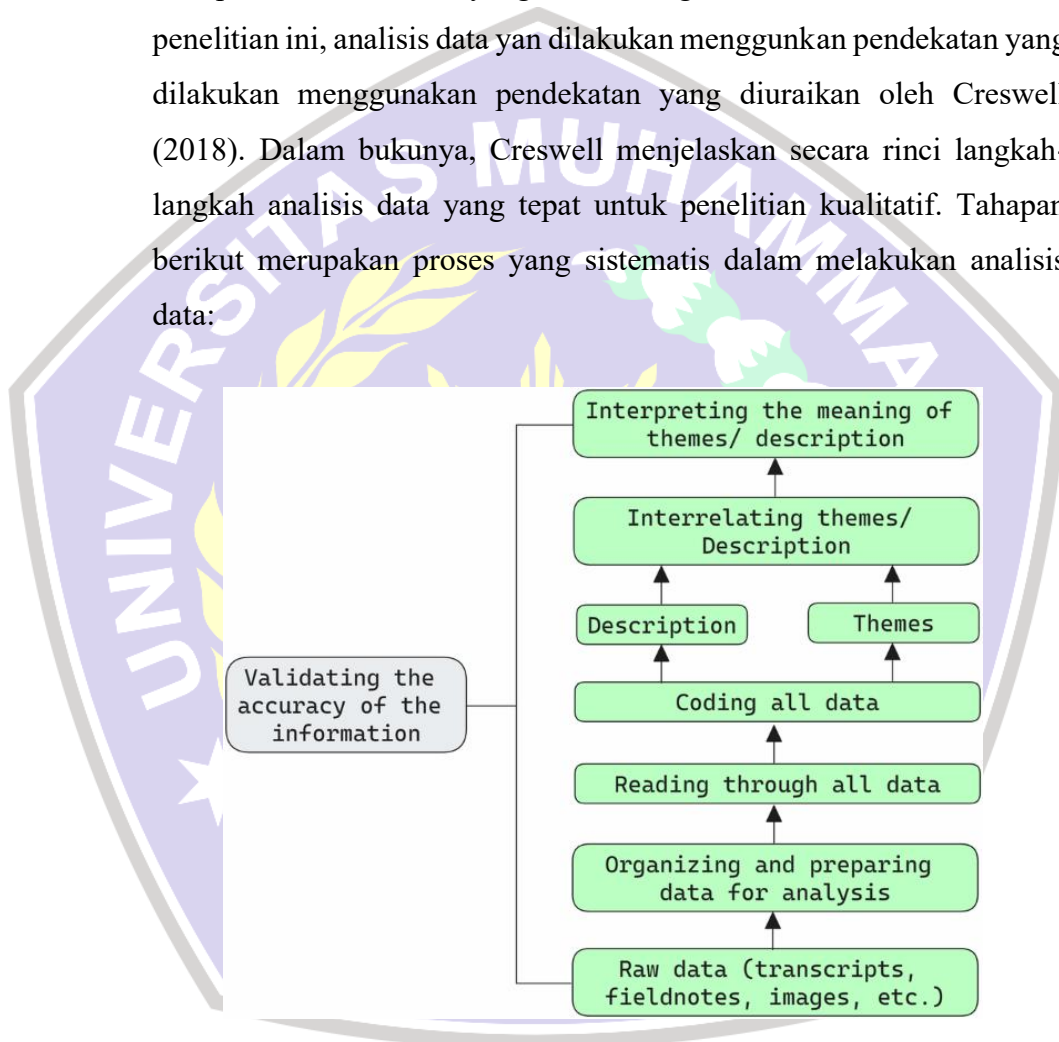 penelitian ini, analisis data yan dilakukan menggunkan pendekatan yang
dilakukan menggunakan pendekatan yang diuraikan oleh Creswell
(2018). Dalam bukunya, Creswell menjelaskan secara rinci langkah-
langkah analisis data yang tepat untuk penelitian kualitatif. Tahapan
berikut merupakan proses yang sistematis dalam melakukan analisis
data:
UNIVERSITAS MUHAMMA
Interpreting the meaning of
themes/ description
Interrelating themes/
Description
Description
Themes
Validating the
accuracy of the
information
Coding all data
Reading through all data
Organizing and preparing
data for analysis
Raw data (transcripts,
fieldnotes, images, etc.)